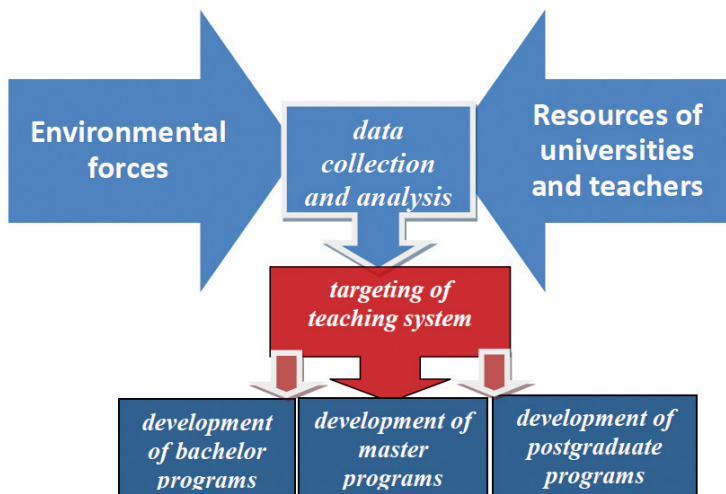 Environmental
forces
data
collection
and analysis
Resources of
universities
and teachers
targeting of
teaching system
development
of bachelor
programs
development of
master
programs
development of
postgraduate
programs